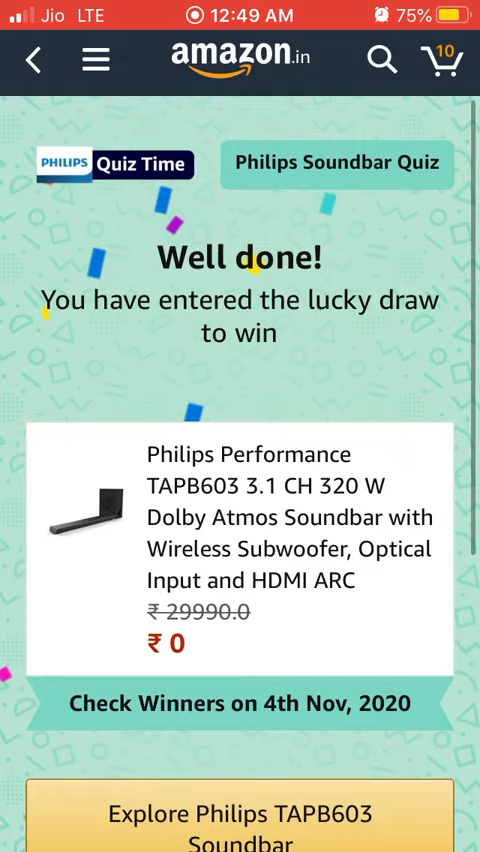 Jio LTE 12:49 AM 75%
amazon.in 10
PHILIPS Quiz Time Philips Soundbar Quiz
Well done!
You have entered the lucky draw
to win
Philips Performance
TAPB603 3.1 CH 320 W
Dolby Atmos Soundbar with
Wireless Subwoofer, Optical
Input and HDMI ARC
₹ 29990.0
₹ 0
Check Winners on 4th Nov, 2020
Explore Philips TAPB603
Soundbar